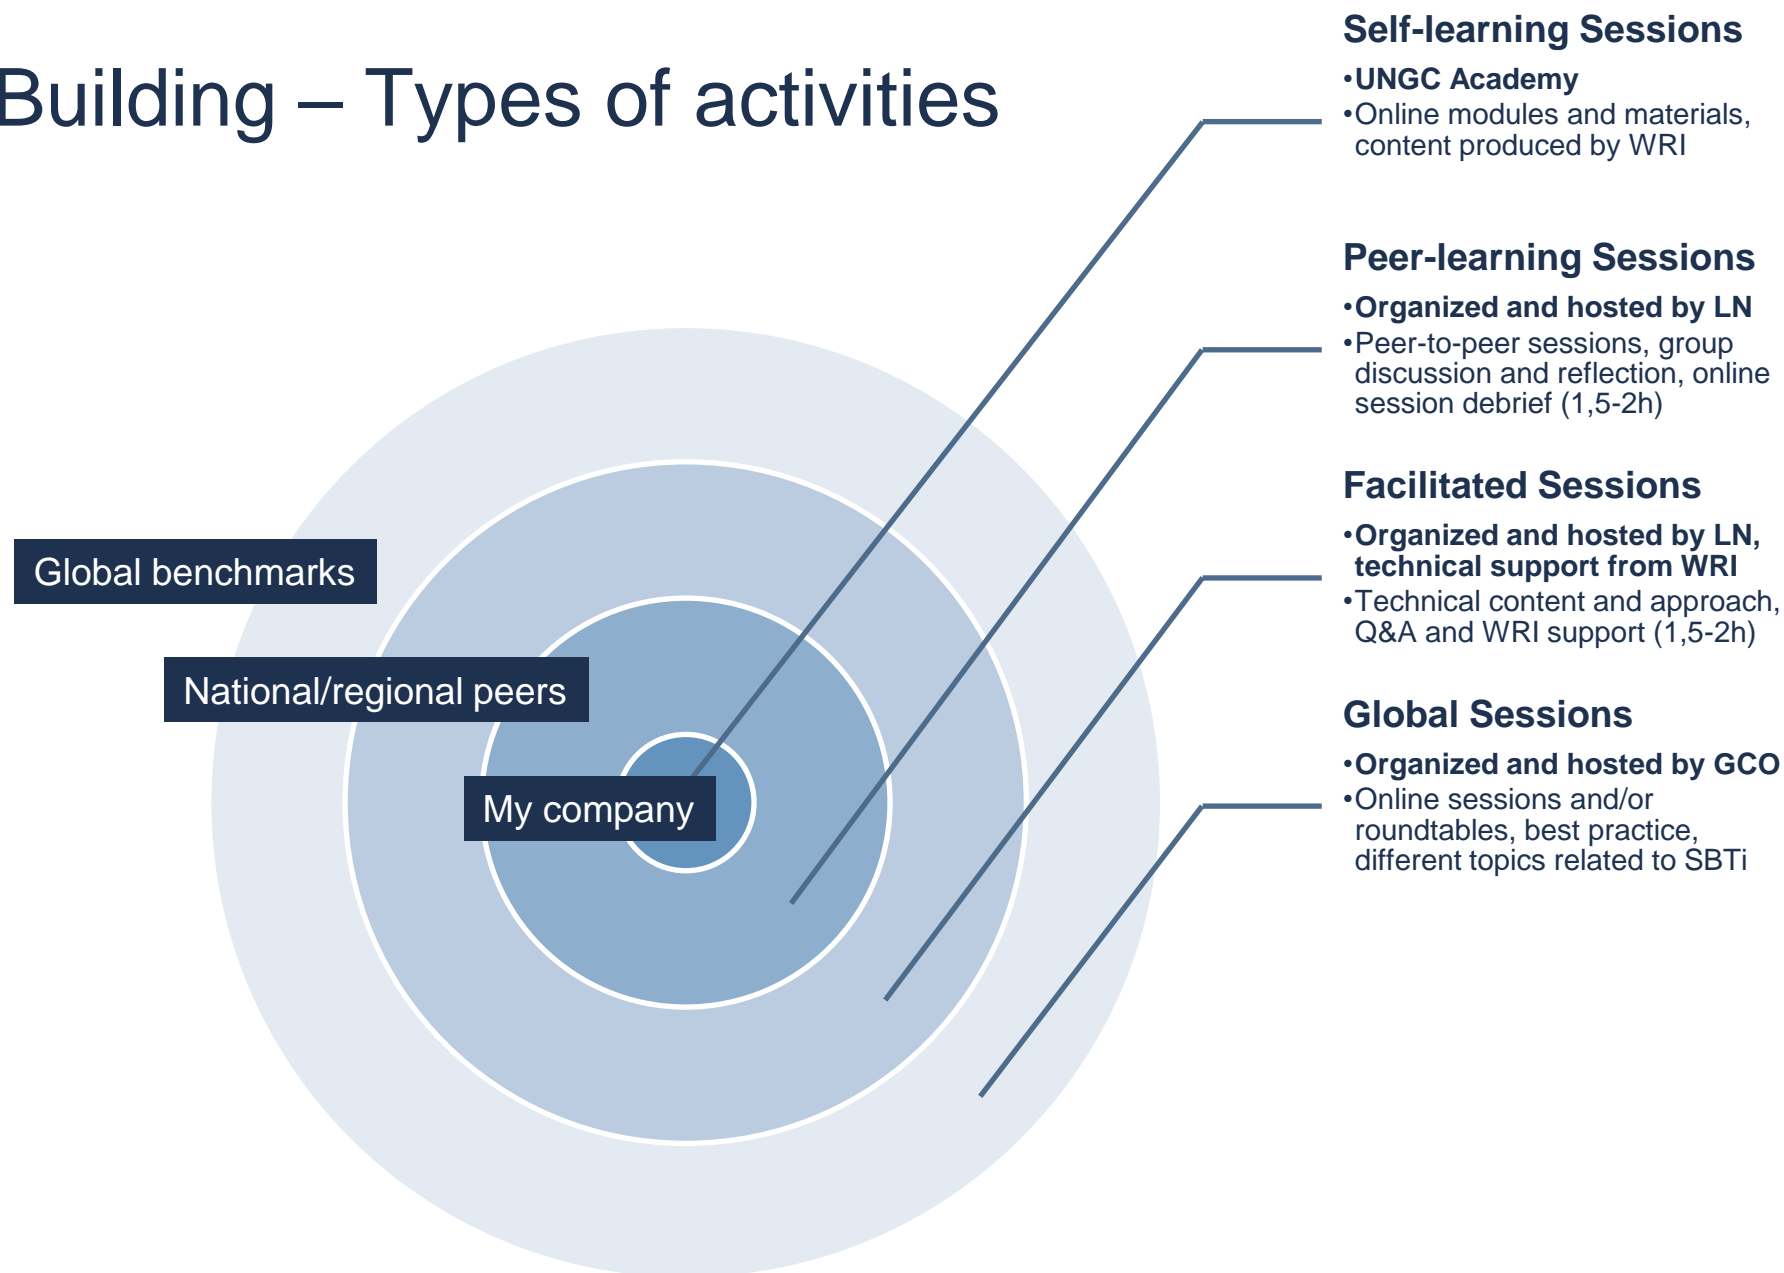 Building – Types of activities
Self-learning Sessions
•UNGC Academy
•Online modules and materials,
content produced by WRI
Peer-learning Sessions
•Organized and hosted by LN
•Peer-to-peer sessions, group
discussion and reflection, online
session debrief (1,5-2h)
Facilitated Sessions
•Organized and hosted by LN,
technical support from WRI
•Technical content and approach,
Q&A and WRI support (1,5-2h)
Global Sessions
•Organized and hosted by GCO
•Online sessions and/or
roundtables, best practice,
different topics related to SBTi
Global benchmarks
National/regional peers
My company